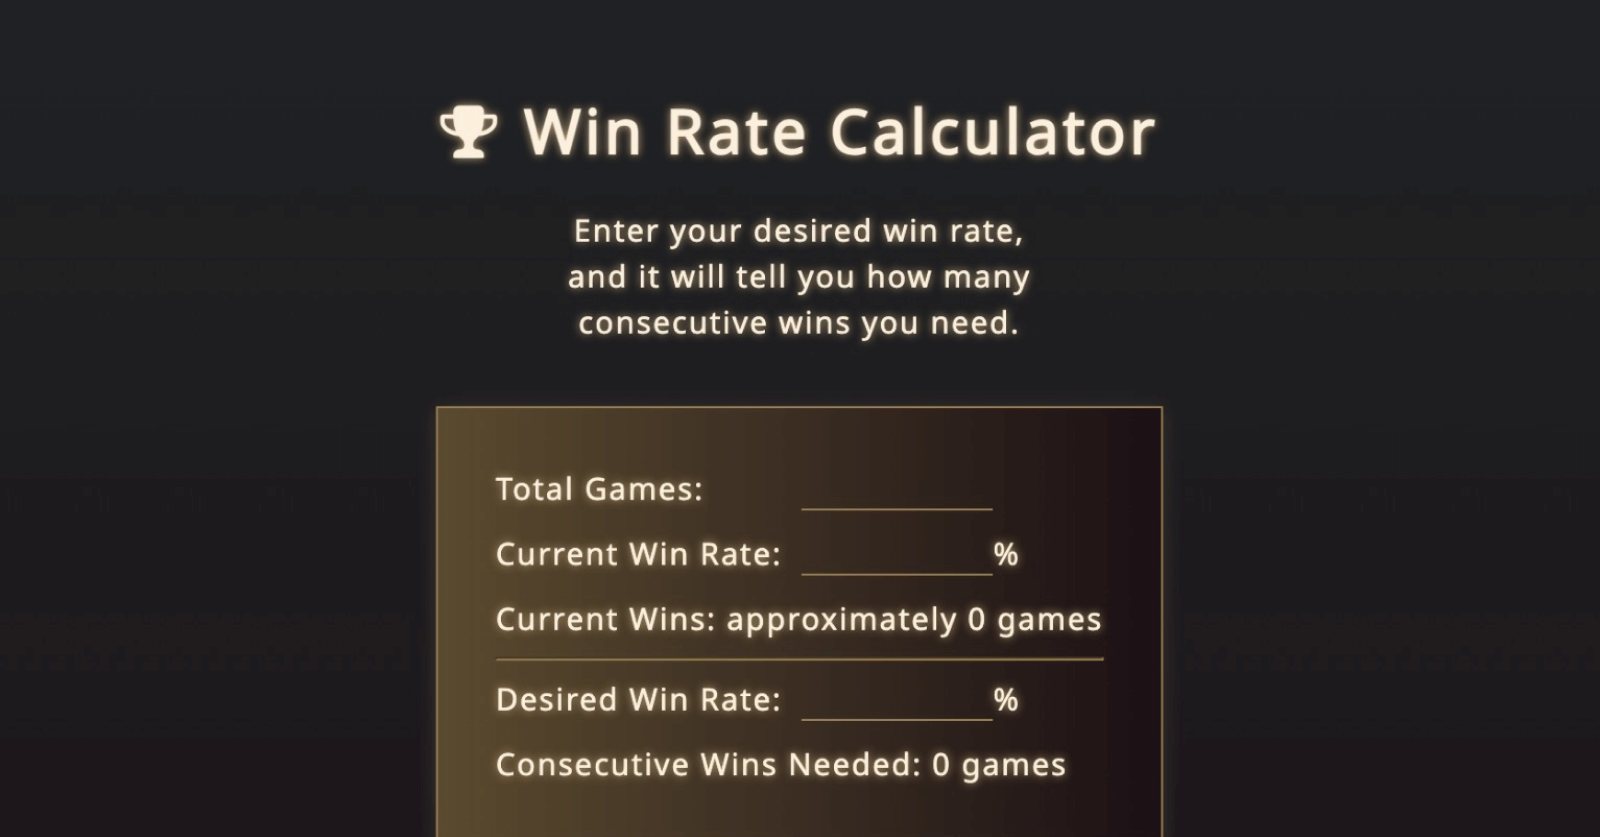 Win Rate Calculator
Enter your desired win rate,
and it will tell you how many
consecutive wins you need.
Total Games:
Current Win Rate: %
Current Wins: approximately 0 games
Desired Win Rate: %
Consecutive Wins Needed: 0 games